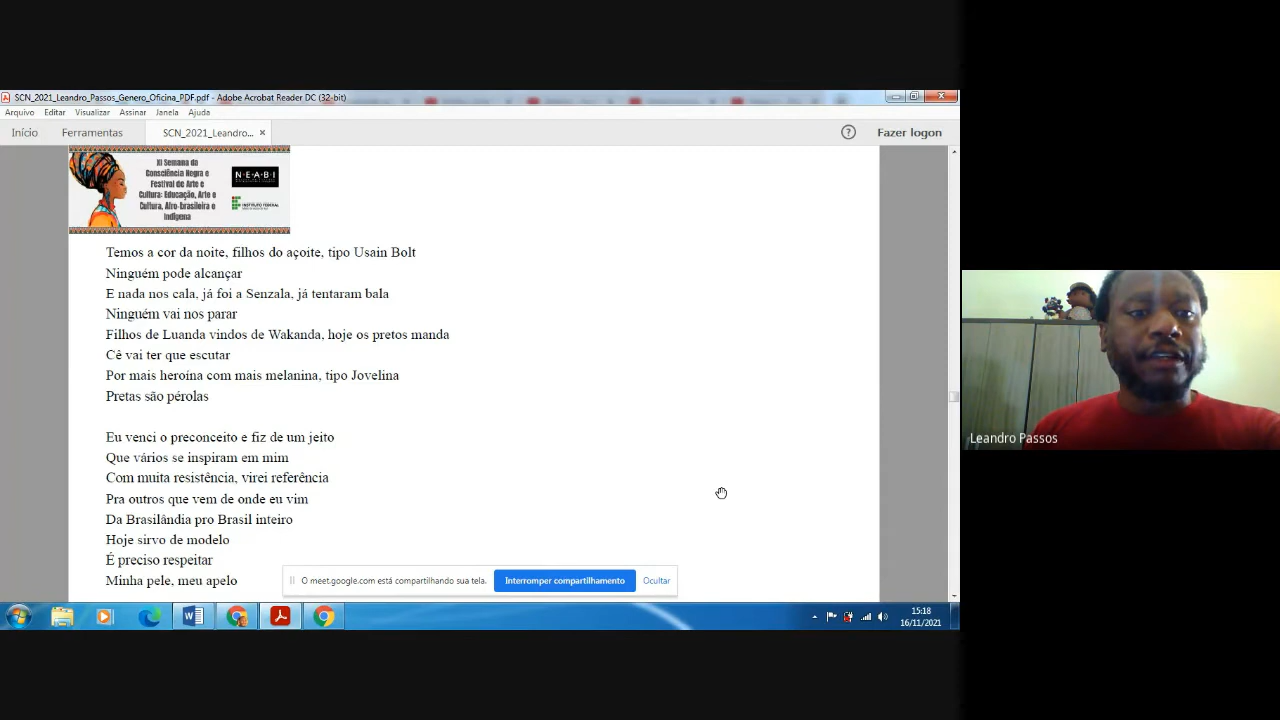 SCN_2021_Leandro_Passos_Genero_Oficina_PDF.pdf - Adobe Acrobat Reader DC (32-bit)
Arquivo Editar Visualizar Assinar Janela Ajuda
Início Ferramentas SCN_2021_Leandro... × ? Fazer logon
XI Semana da
Consciência Negra e
Festival de Arte e
Cultura: Educação, Arte e
Cultura, Afro-brasileira e
Indígena
N·E·A·B·I
INSTITUTO FEDERAL
Temos a cor da noite, filhos do açoite, tipo Usain Bolt
Ninguém pode alcançar
E nada nos cala, já foi a Senzala, já tentaram bala
Ninguém vai nos parar
Filhos de Luanda vindos de Wakanda, hoje os pretos manda
Cê vai ter que escutar
Por mais heroína com mais melanina, tipo Jovelina
Pretas são pérolas
Eu venci o preconceito e fiz de um jeito
Que vários se inspiram em mim
Com muita resistência, virei referência
Pra outros que vem de onde eu vim
Da Brasilândia pro Brasil inteiro
Hoje sirvo de modelo
É preciso respeitar
Minha pele, meu apelo
O meet.google.com está compartilhando sua tela. Interromper compartilhamento Ocultar
15:18
16/11/2021
Leandro Passos